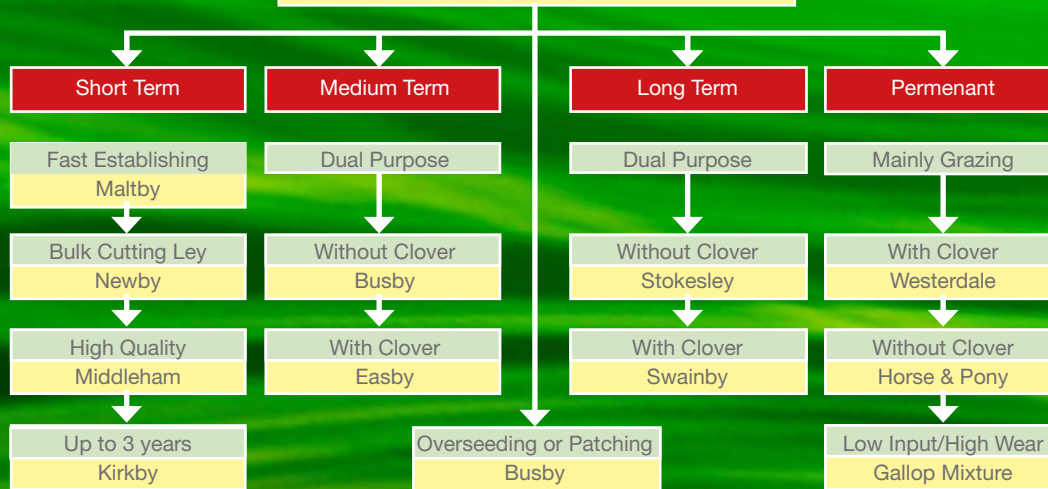 Short Term
Medium Term
Long Term
Permenant
Fast Establishing
Maltby
Dual Purpose
Dual Purpose
Mainly Grazing
Bulk Cutting Ley
Newby
Without Clover
Busby
Without Clover
Stokesley
With Clover
Westerdale
High Quality
Middleham
With Clover
Easby
With Clover
Swainby
Without Clover
Horse & Pony
Up to 3 years
Kirkby
Overseeding or Patching
Busby
Low Input/High Wear
Gallop Mixture